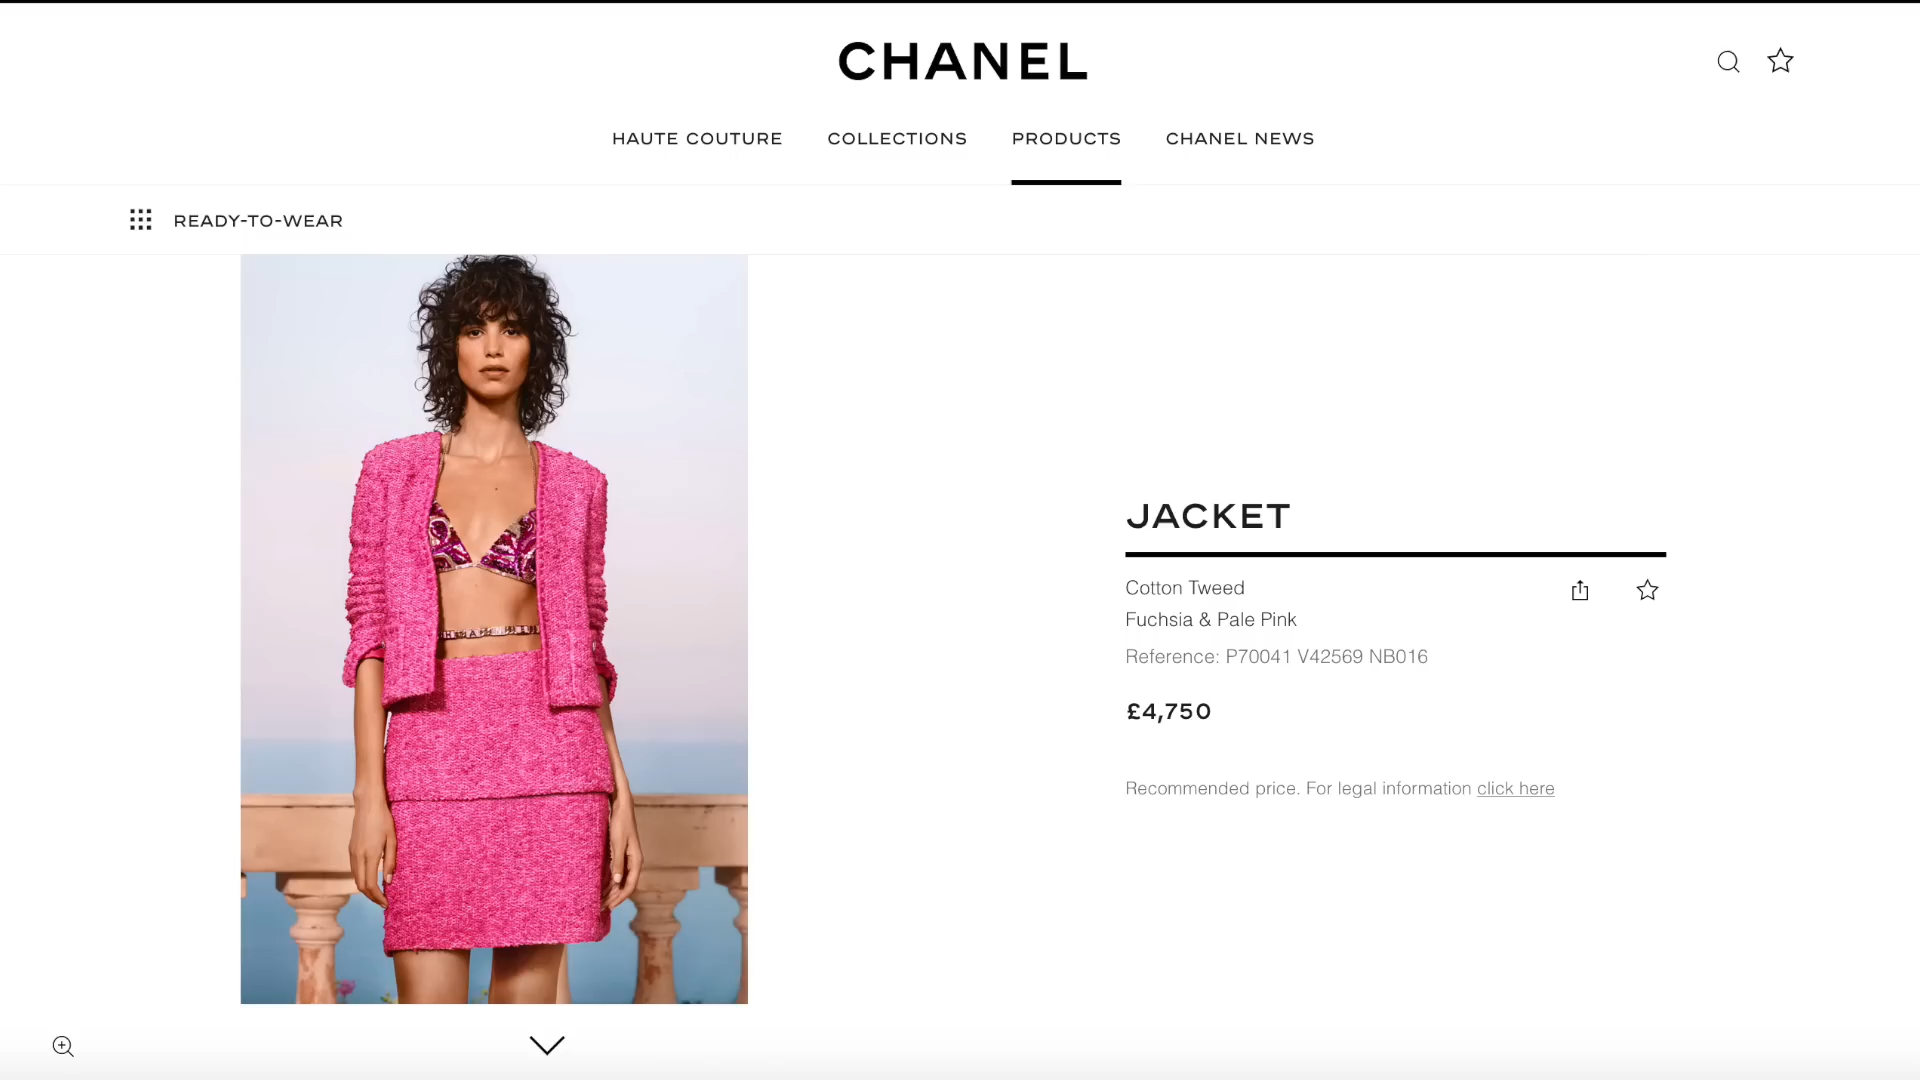 CHANEL
HAUTE COUTURE
COLLECTIONS
PRODUCTS
CHANEL NEWS
READY-TO-WEAR
JACKET
Cotton Tweed
Fuchsia & Pale Pink
Reference: P70041 V42569 NB016
£4,750
Recommended price. For legal information click here